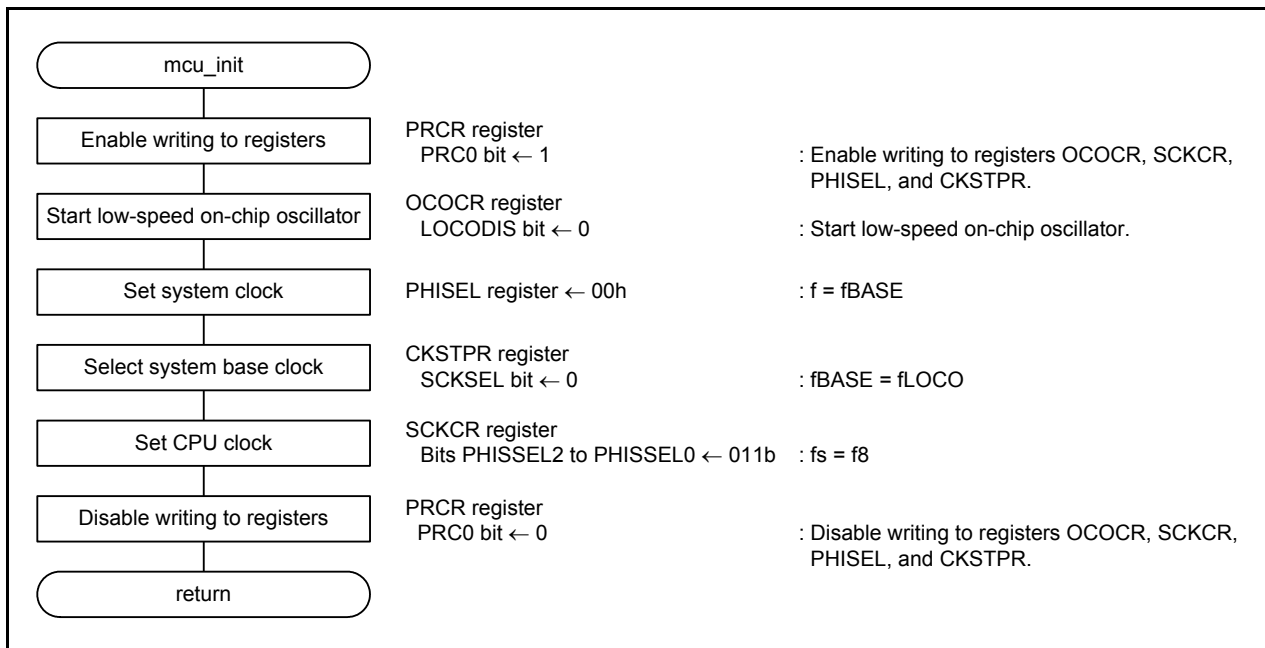 mcu_init
Enable writing to registers
PRCR register
PRC0 bit ← 1
: Enable writing to registers OCOCR, SCKCR,
PHISEL, and CKSTPR.
Start low-speed on-chip oscillator
OCOCR register
LOCODIS bit ← 0
: Start low-speed on-chip oscillator.
Set system clock
PHISEL register ← 00h
: f = fBASE
Select system base clock
CKSTPR register
SCKSEL bit ← 0
: fBASE = fLOCO
Set CPU clock
SCKCR register
Bits PHISSEL2 to PHISSEL0 ← 011b
: fs = f8
Disable writing to registers
PRCR register
PRC0 bit ← 0
: Disable writing to registers OCOCR, SCKCR,
PHISEL, and CKSTPR.
return